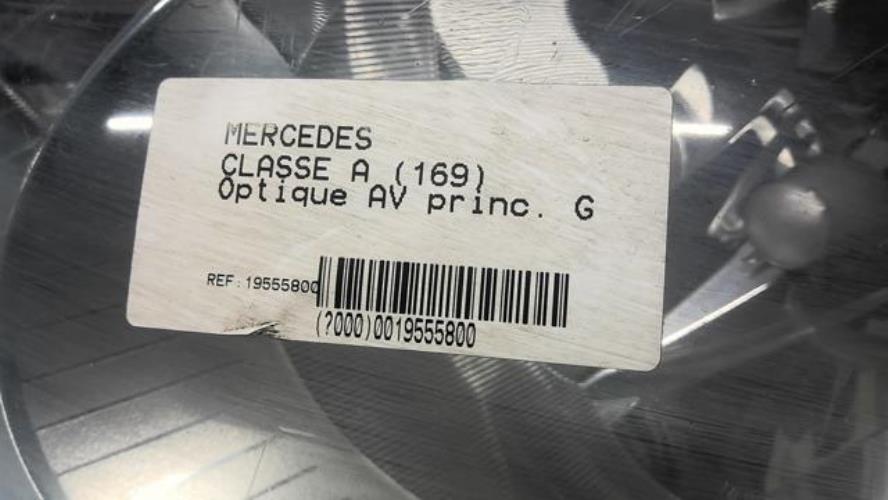 MERCEDES
CLASSE A (169)
Optique AV princ. G
REF:19555800
(?000)0019555800